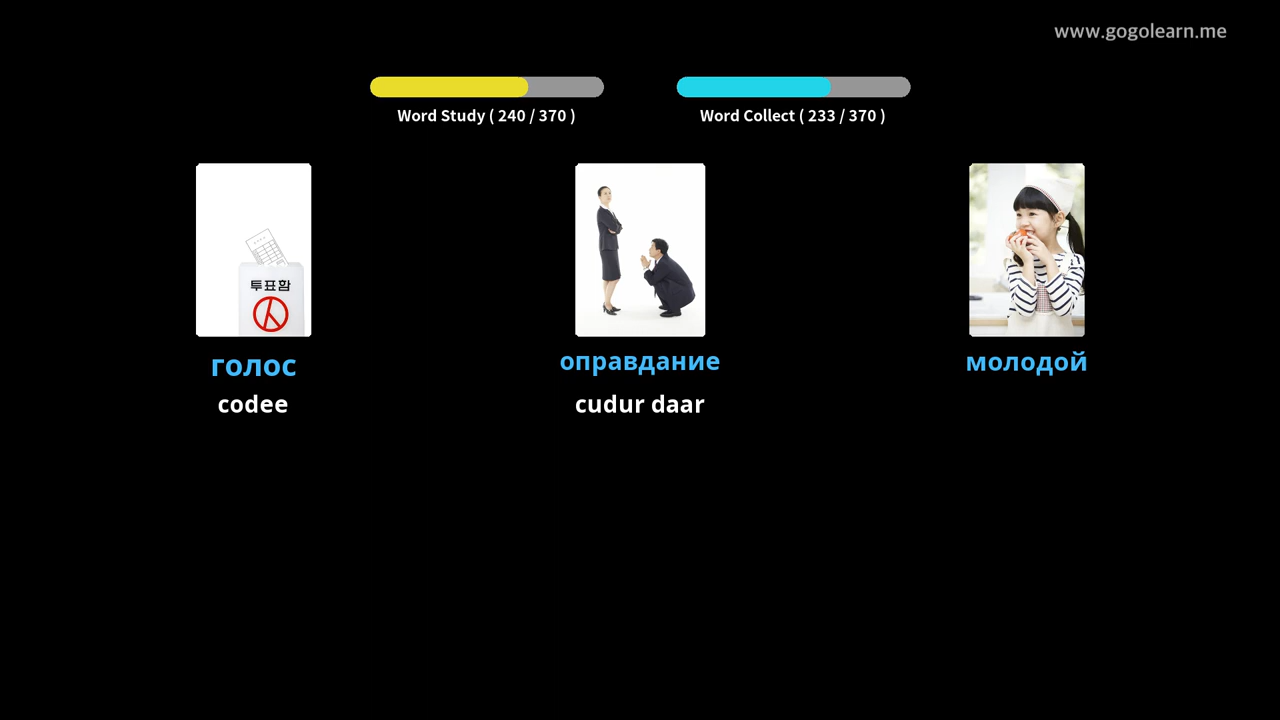 www.gogolearn.me
Word Study ( 240 / 370 )
Word Collect ( 233 / 370 )
투표함
голос
оправдание
молодой
codee
cudur daar